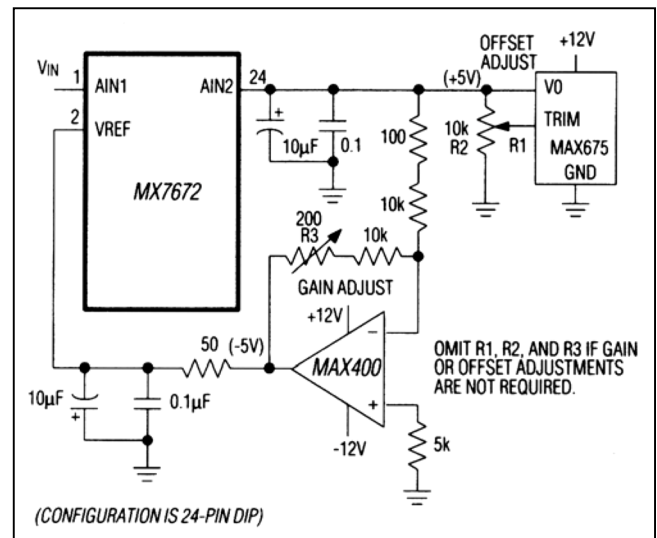 OFFSET
ADJUST
+12V
VIN
1
AIN1
AIN2
24
(+5V)
V0
2
VREF
+
10µF
0.1
100
10k
R2
R1
TRIM
MAX675
GND
MX7672
10k
200
R3
10k
GAIN ADJUST
+12V
−
50
(-5V)
MAX400
OMIT R1, R2, AND R3 IF GAIN
OR OFFSET ADJUSTMENTS
ARE NOT REQUIRED.
10µF
+
0.1µF
+
-12V
5k
(CONFIGURATION IS 24-PIN DIP)